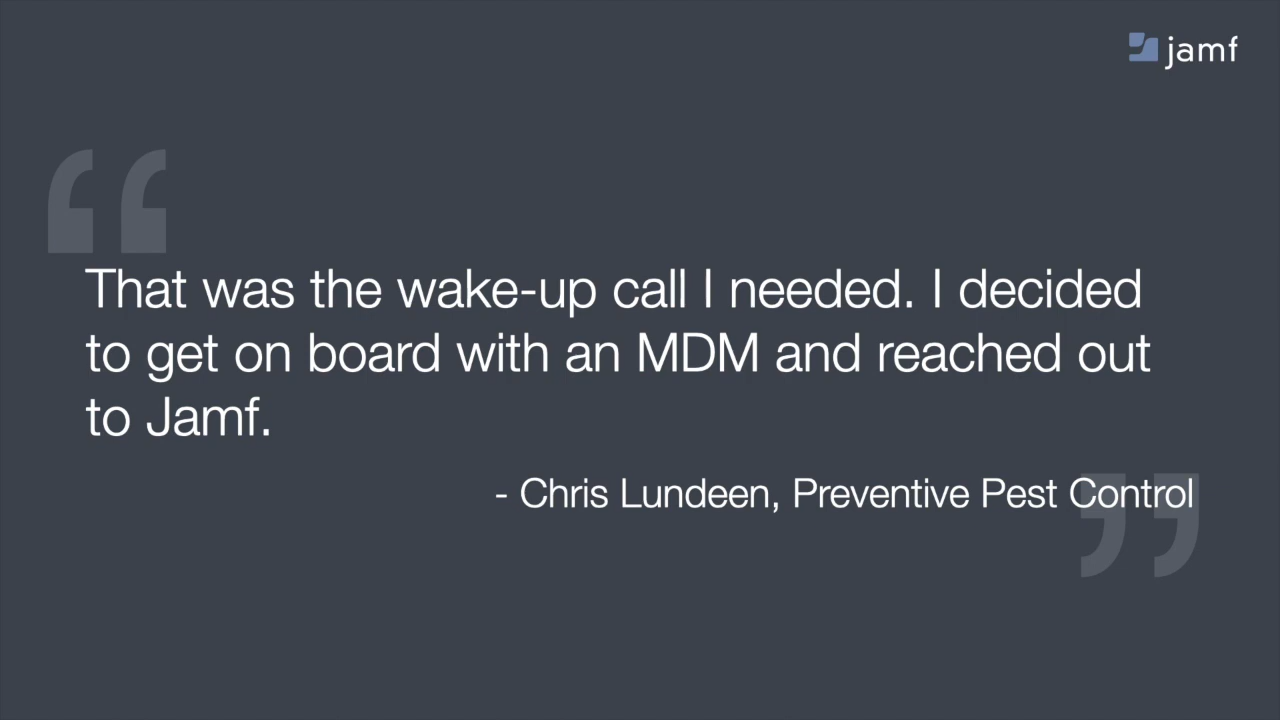 jamf
“
That was the wake-up call I needed. I decided
to get on board with an MDM and reached out
to Jamf.
- Chris Lundeen, Preventive Pest Control
”